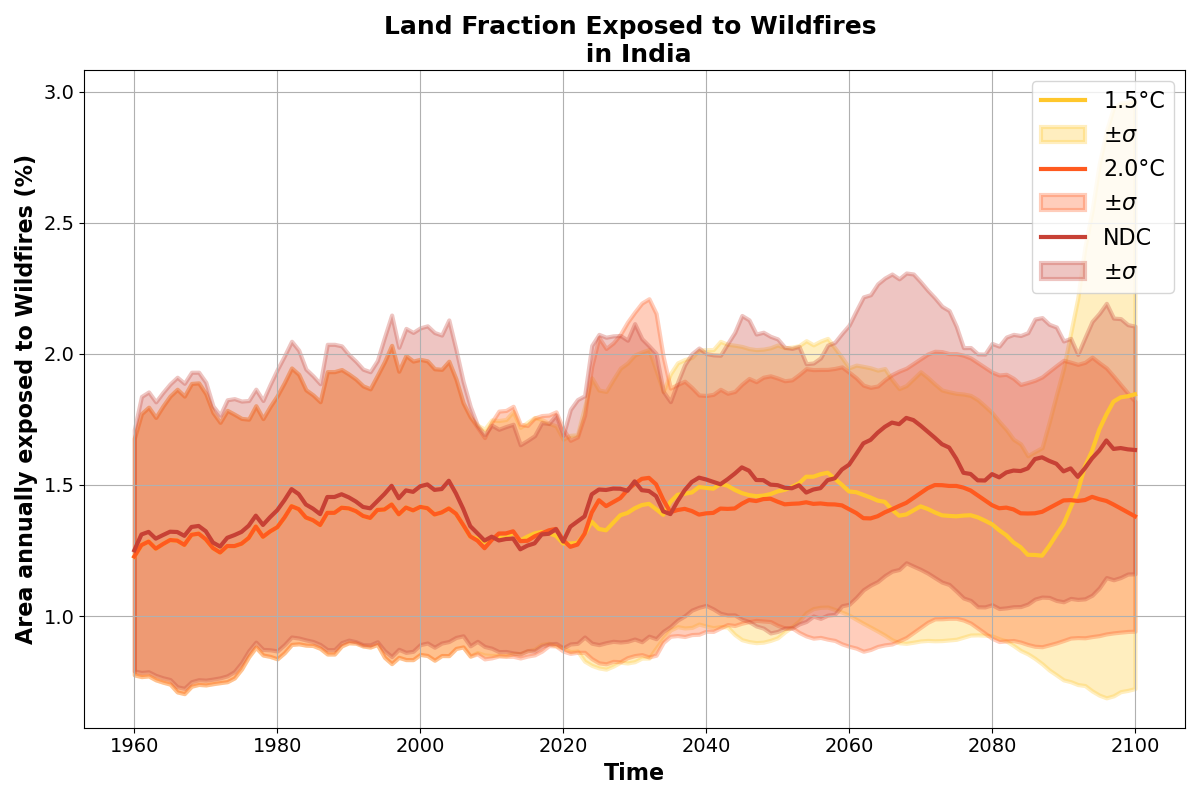 Land Fraction Exposed to Wildfires
in India
Area annually exposed to Wildfires (%)
3.0
2.5
2.0
1.5
1.0
1.5°C
±σ
2.0°C
±σ
NDC
±σ
1960
1980
2000
2020
2040
2060
2080
2100
Time